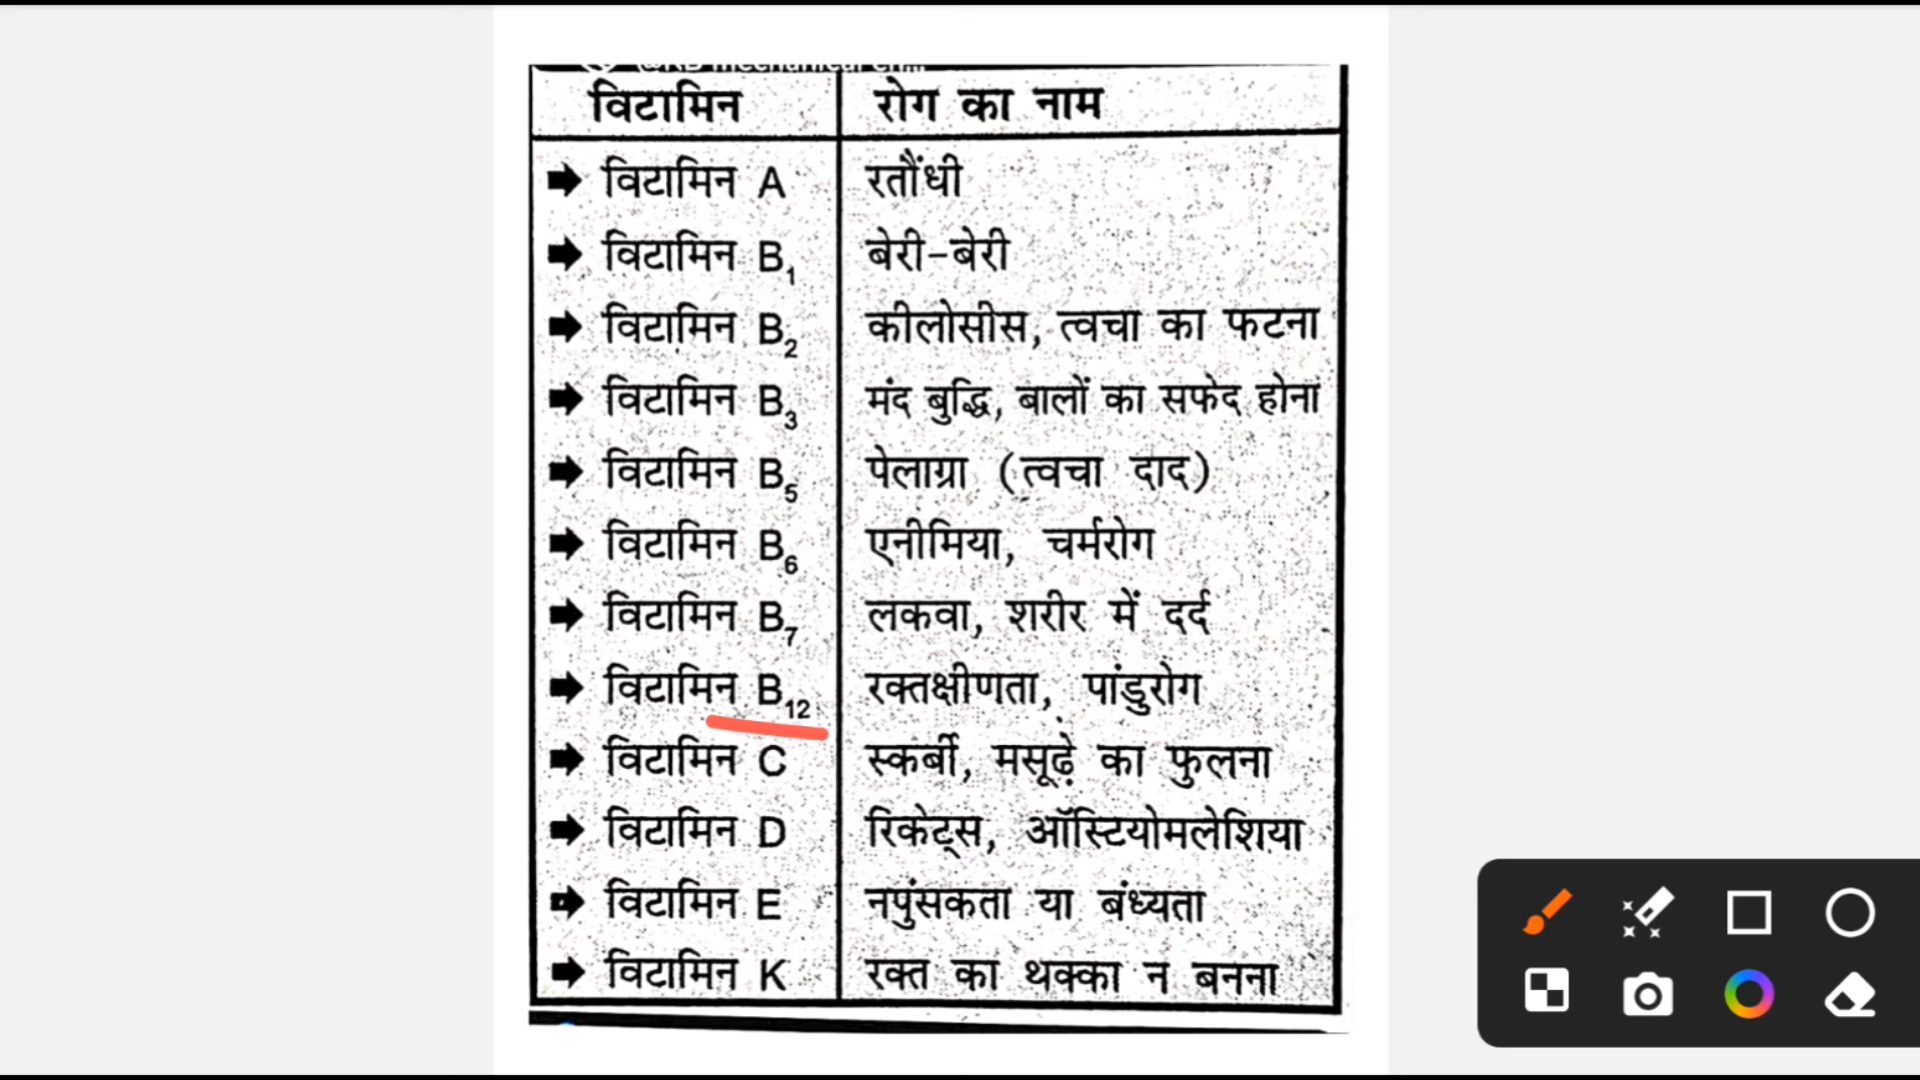 विटामिन रोग का नाम
विटामिन A रतौंधी
विटामिन B1 बेरी-बेरी
विटामिन B2 कीलोसीस, त्वचा का फटना
विटामिन B3 मंद बुद्धि, बालों का सफेद होना
विटामिन B5 पेलाग्रा (त्वचा दाद)
विटामिन B6 एनीमिया, चर्मरोग
विटामिन B7 लकवा, शरीर में दर्द
विटामिन B12 रक्तक्षीणता, पांडुरोग
विटामिन C स्कर्बी, मसूढ़े का फुलना
विटामिन D रिकेट्स, ऑस्टियोमलेशिया
विटामिन E नपुंसकता या बंध्यता
विटामिन K रक्त का थक्का न बनना